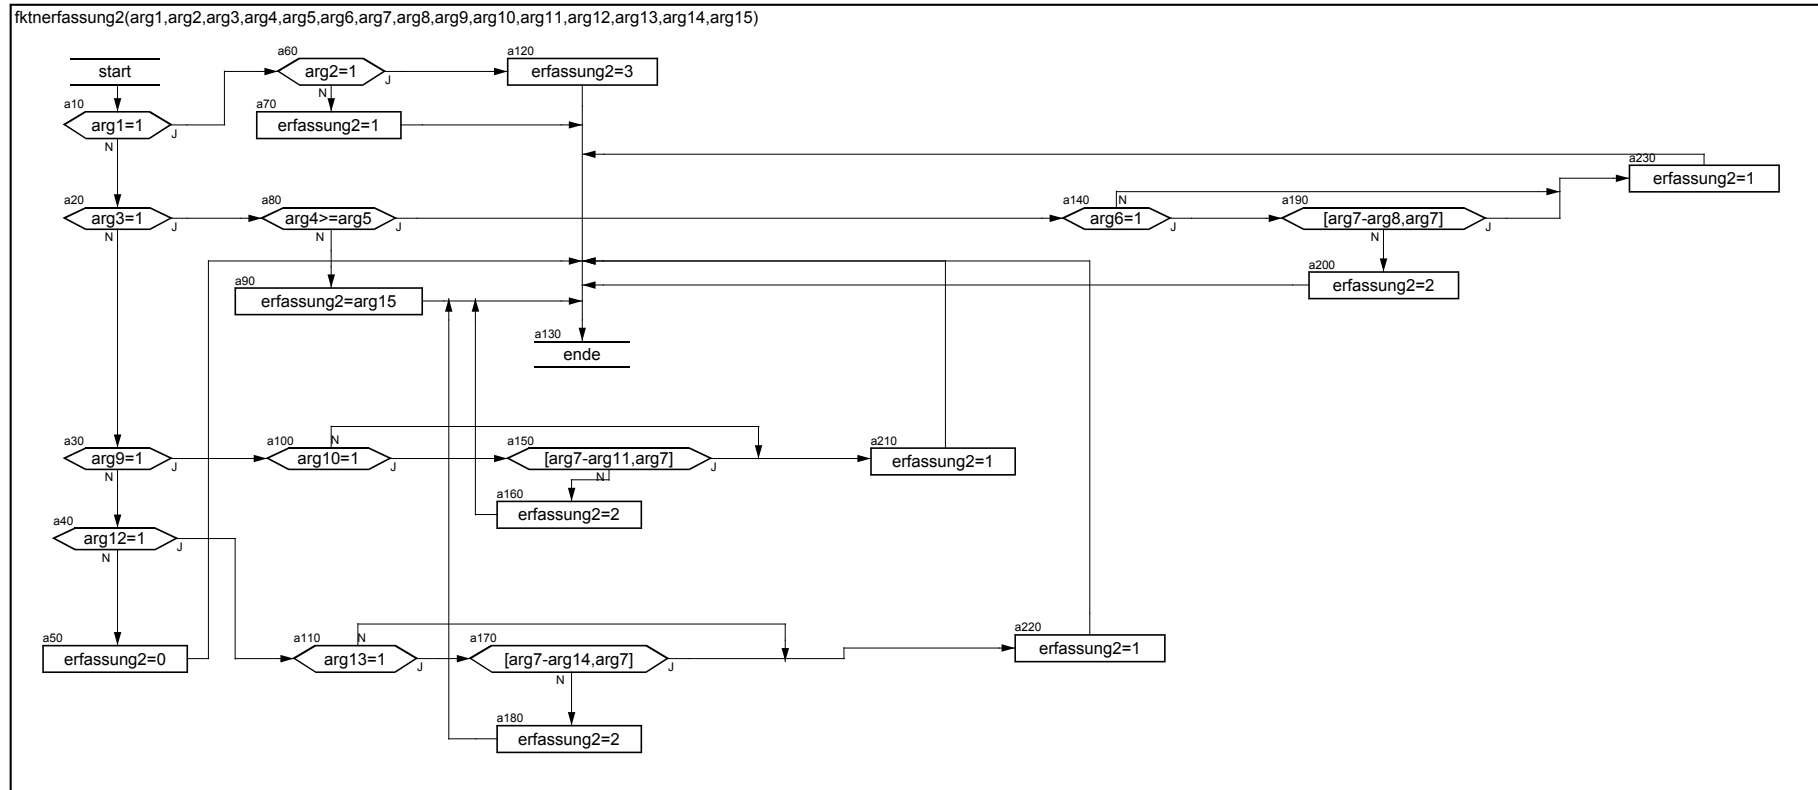 fktnerfassung2(arg1,arg2,arg3,arg4,arg5,arg6,arg7,arg8,arg9,arg10,arg11,arg12,arg13,arg14,arg15)
start
a60
arg2=1
J
N
a120
erfassung2=3
a10
arg1=1
J
N
a70
erfassung2=1
a230
erfassung2=1
a20
arg3=1
J
N
a80
arg4>=arg5
J
N
a140
N
arg6=1
J
a190
[arg7-arg8,arg7]
J
N
a90
erfassung2=arg15
a200
erfassung2=2
a130
ende
a30
arg9=1
J
N
a100
N
arg10=1
J
a150
[arg7-arg11,arg7]
J
N
a210
erfassung2=1
a160
erfassung2=2
a40
arg12=1
J
N
a50
erfassung2=0
a110
N
arg13=1
J
a170
[arg7-arg14,arg7]
J
N
a220
erfassung2=1
a180
erfassung2=2